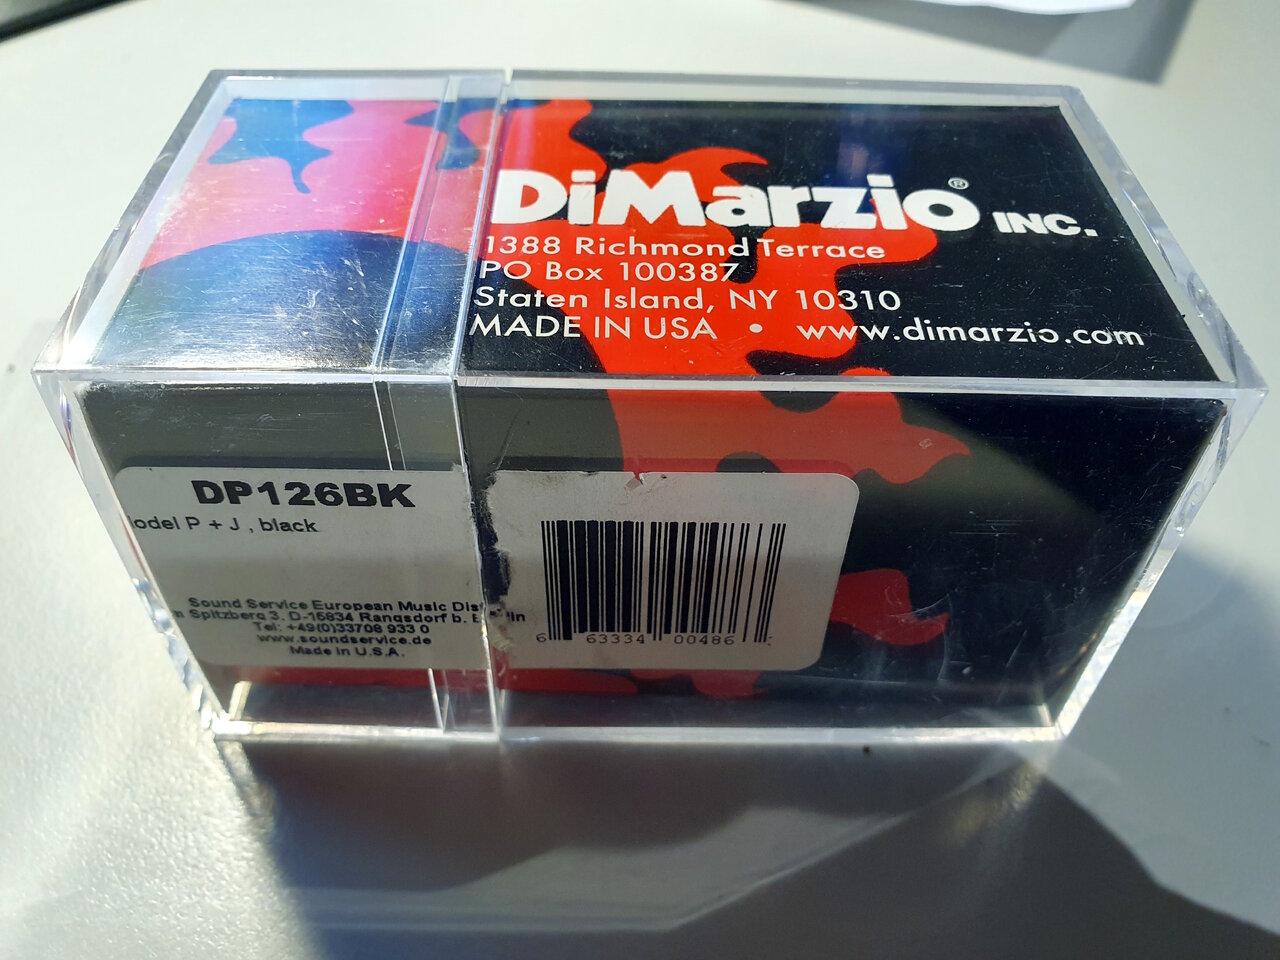 DiMarzio® INC.
1388 Richmond Terrace
PO Box 100387
Staten Island, NY 10310
MADE IN USA • www.dimarzio.com
DP126BK
odel P + J , black
Sound Service European Music Dis
Spitzberg 3, D-15834 Rangsdorf b.
Tel: +49(0)33708 933 0
www.soundservice.de
Made in U.S.A.
6 63334 00486